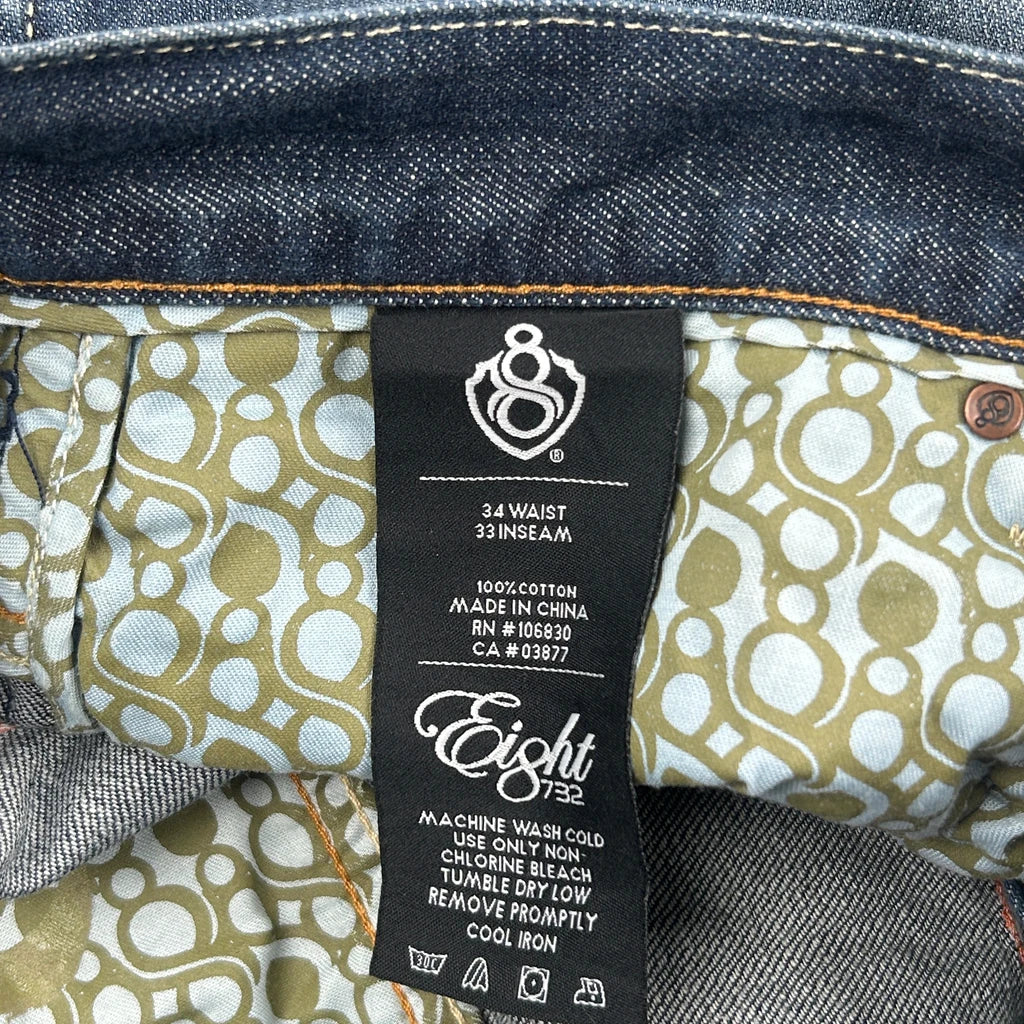 8
®
34 WAIST
33 INSEAM
100% COTTON
MADE IN CHINA
RN # 106830
CA # 03877
Eight
732
MACHINE WASH COLD
USE ONLY NON-
CHLORINE BLEACH
TUMBLE DRY LOW
REMOVE PROMPTLY
COOL IRON
30C